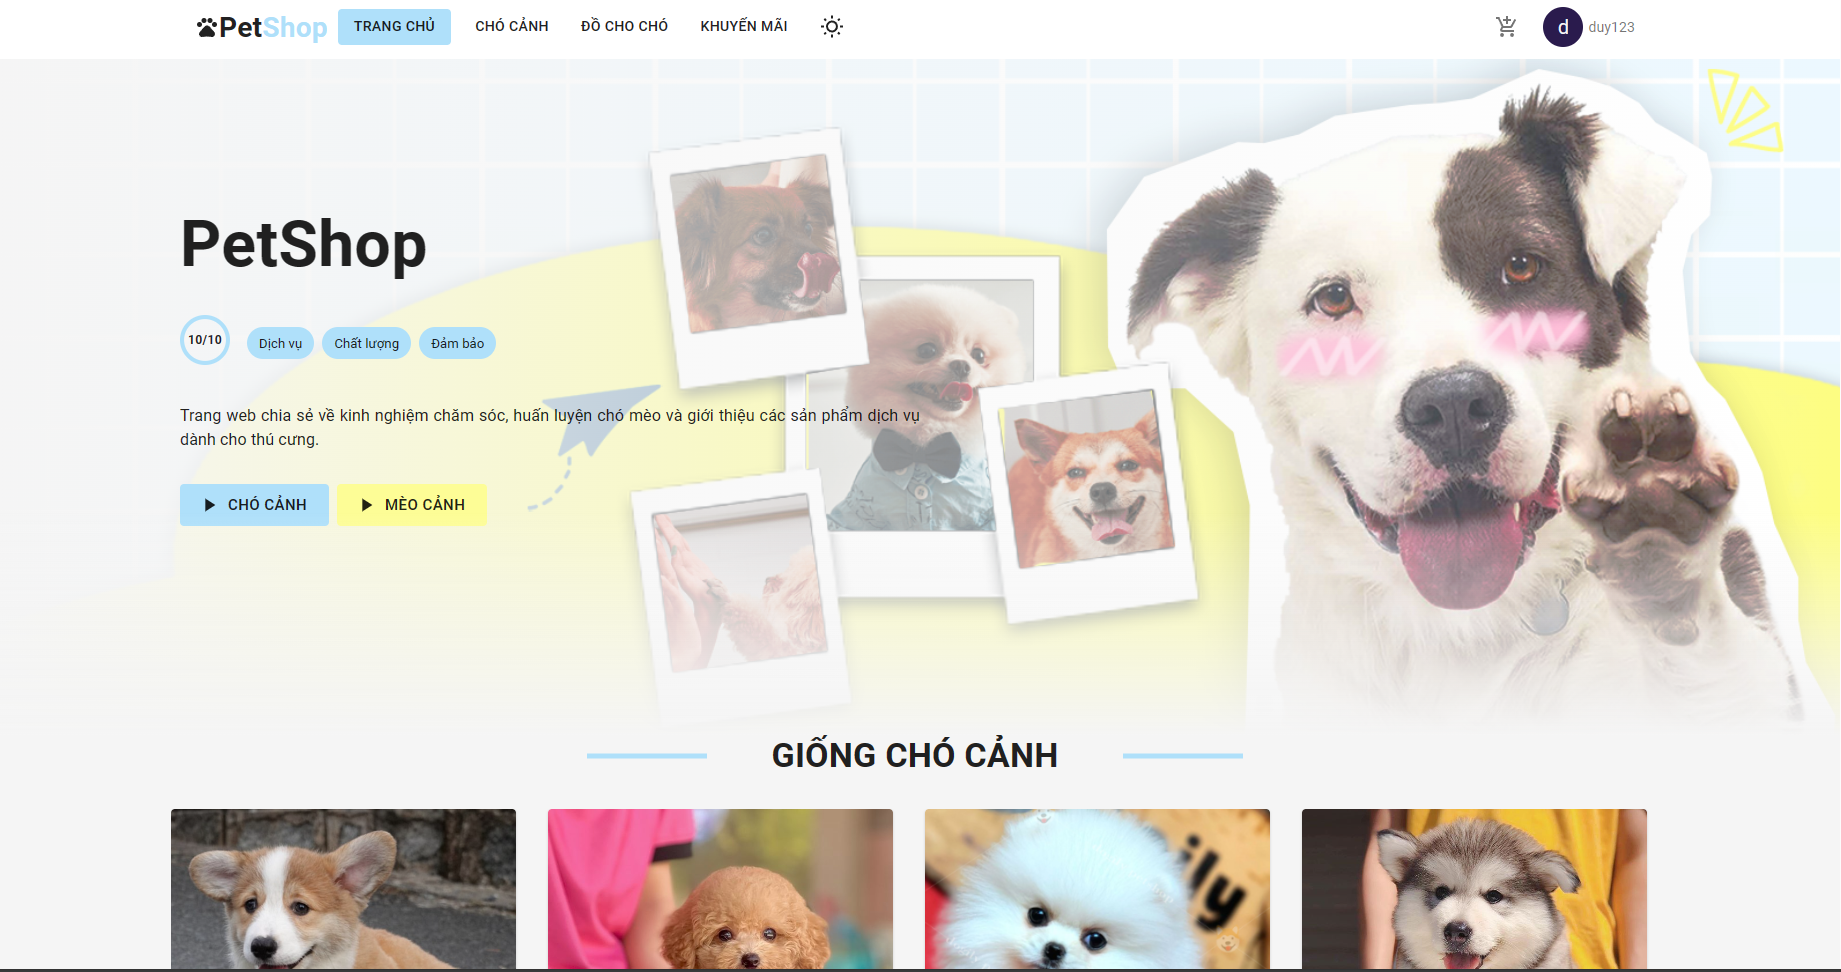 PetShop
TRANG CHỦ
CHÓ CẢNH
ĐỒ CHO CHÓ
KHUYẾN MÃI
d
duy123
PetShop
10/10
Dịch vụ
Chất lượng
Đảm bảo
Trang web chia sẻ về kinh nghiệm chăm sóc, huấn luyện chó mèo và giới thiệu các sản phẩm dịch vụ
dành cho thú cưng.
CHÓ CẢNH
MÈO CẢNH
GIỐNG CHÓ CẢNH
ily